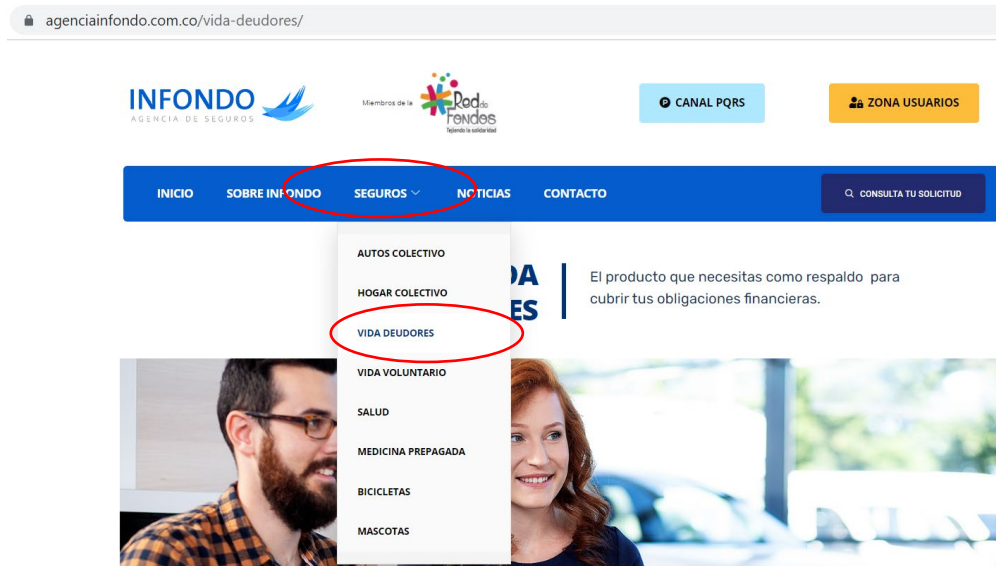 agenciainfondo.com.co/vida-deudores/
INFONDO
AGENCIA DE SEGUROS
Miembros de la
Red de
Fondos
Tejiendo la solidaridad
CANAL PQRS
ZONA USUARIOS
INICIO SOBRE INFONDO SEGUROS NOTICIAS CONTACTO
CONSULTA TU SOLICITUD
AUTOS COLECTIVO
HOGAR COLECTIVO
VIDA DEUDORES
VIDA VOLUNTARIO
SALUD
MEDICINA PREPAGADA
BICICLETAS
MASCOTAS
DA
ES
El producto que necesitas como respaldo para
cubrir tus obligaciones financieras.